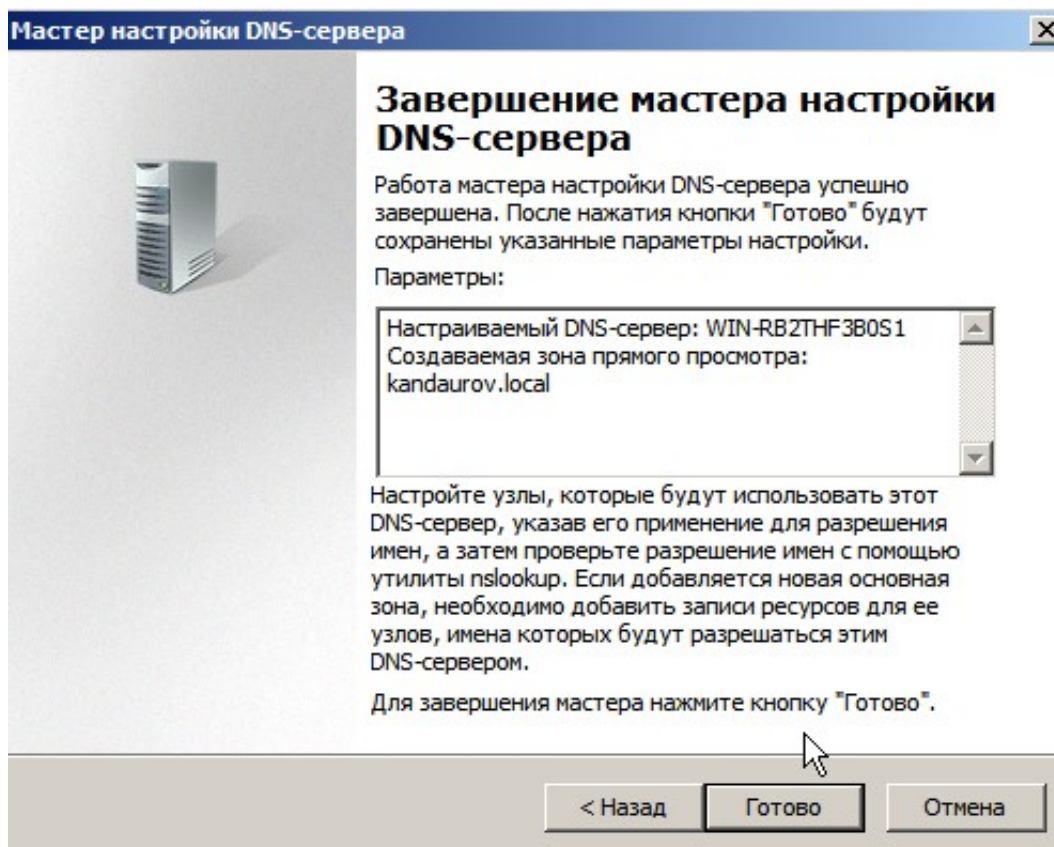 Мастер настройки DNS-сервера
Завершение мастера настройки
DNS-сервера
Работа мастера настройки DNS-сервера успешно
завершена. После нажатия кнопки "Готово" будут
сохранены указанные параметры настройки.
Параметры:
Настраиваемый DNS-сервер: WIN-RB2THF3B0S1
Создаваемая зона прямого просмотра:
kandaurov.local
Настройте узлы, которые будут использовать этот
DNS-сервер, указав его применение для разрешения
имен, а затем проверьте разрешение имен с помощью
утилиты nslookup. Если добавляется новая основная
зона, необходимо добавить записи ресурсов для ее
узлов, имена которых будут разрешаться этим
DNS-сервером.
Для завершения мастера нажмите кнопку "Готово".
< Назад
Готово
Отмена